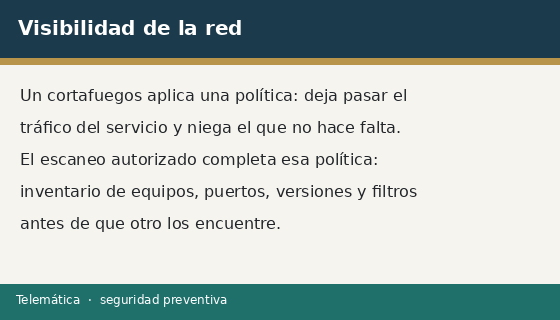 Visibilidad de la red
Un cortafuegos aplica una política: deja pasar el
tráfico del servicio y niega el que no hace falta.
El escaneo autorizado completa esa política:
inventario de equipos, puertos, versiones y filtros
antes de que otro los encuentre.
Telemática · seguridad preventiva